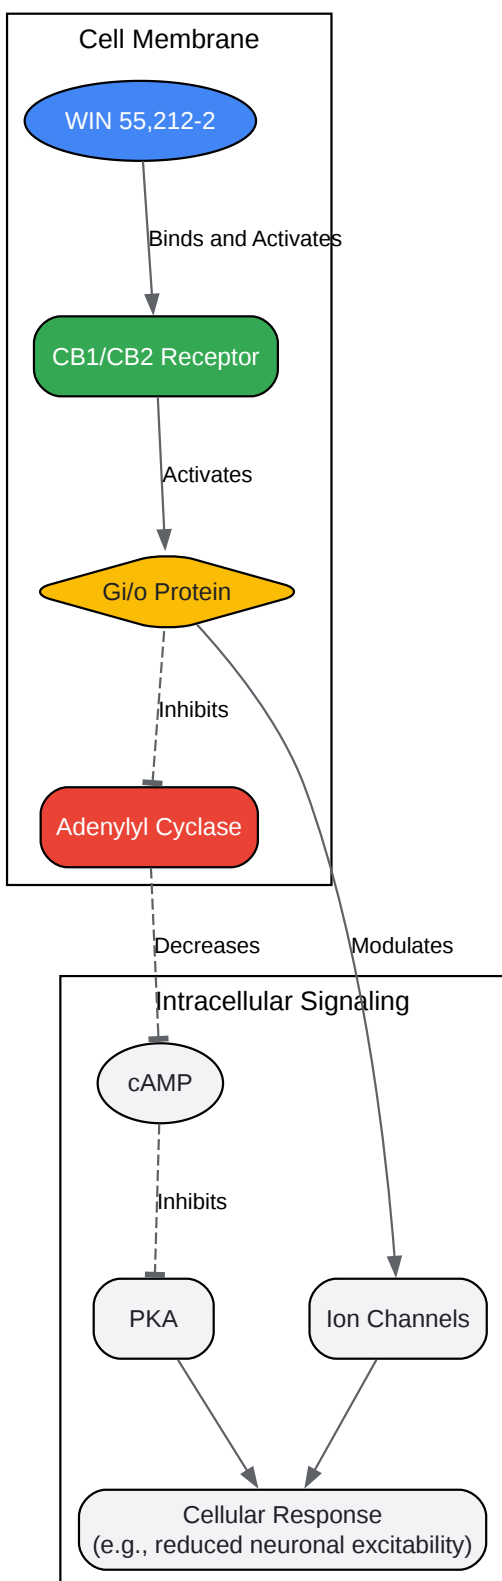 Cell Membrane
WIN 55,212-2
Binds and Activates
CB1/CB2 Receptor
Activates
Gi/o Protein
Inhibits
Adenylyl Cyclase
Decreases
Modulates
Intracellular Signaling
cAMP
Inhibits
PKA
Ion Channels
Cellular Response
(e.g., reduced neuronal excitability)